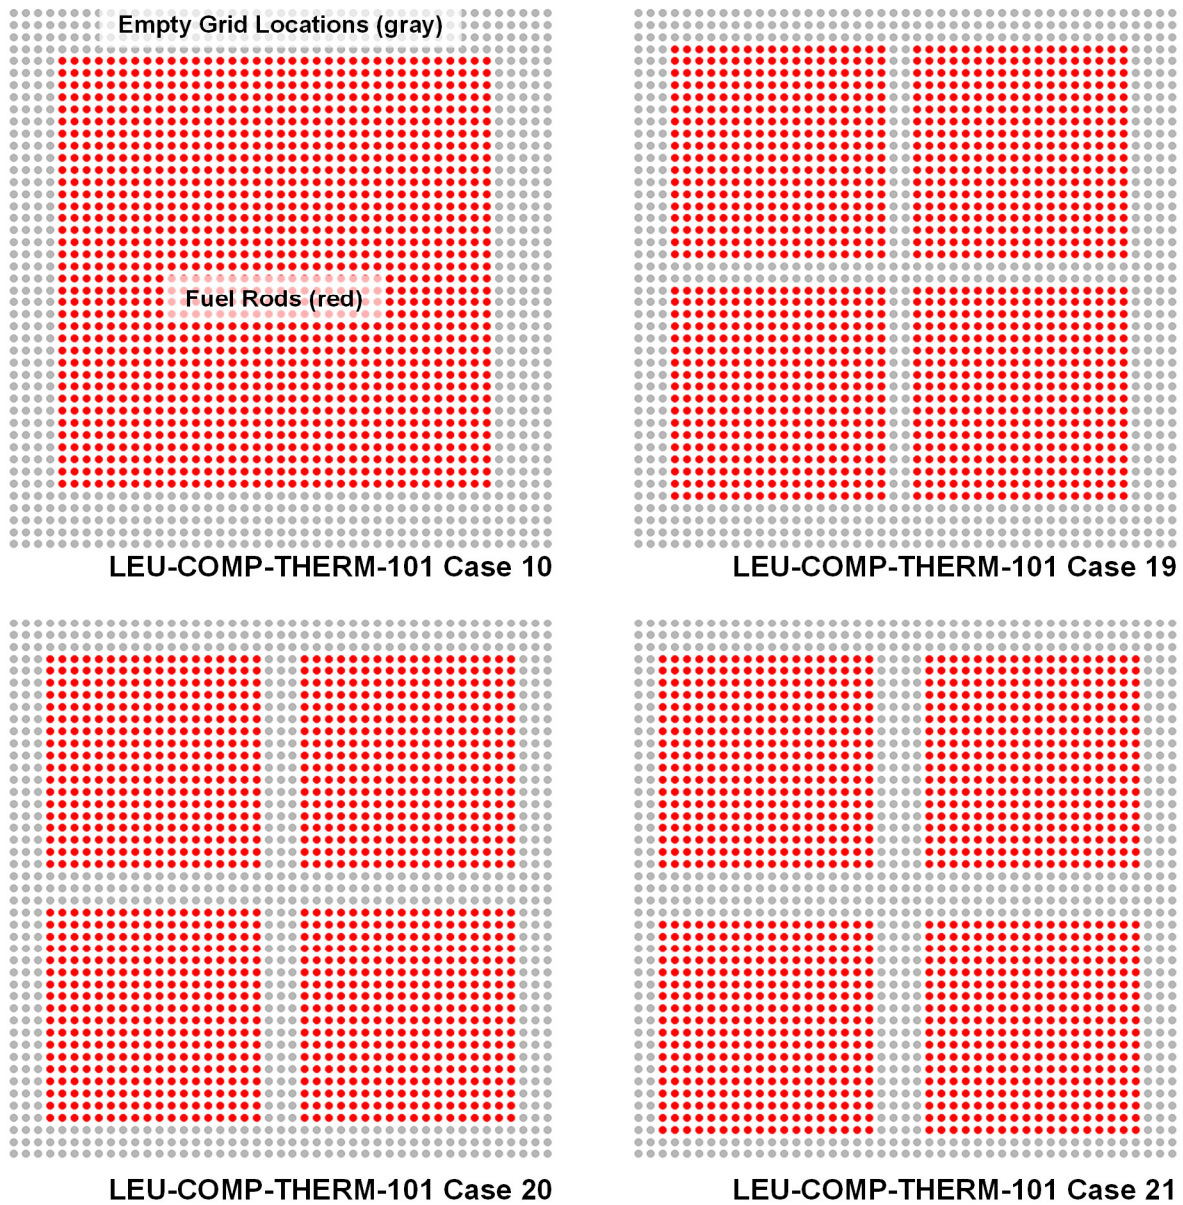 Empty Grid Locations (gray)
Fuel Rods (red)
LEU-COMP-THERM-101 Case 10
LEU-COMP-THERM-101 Case 19
LEU-COMP-THERM-101 Case 20
LEU-COMP-THERM-101 Case 21